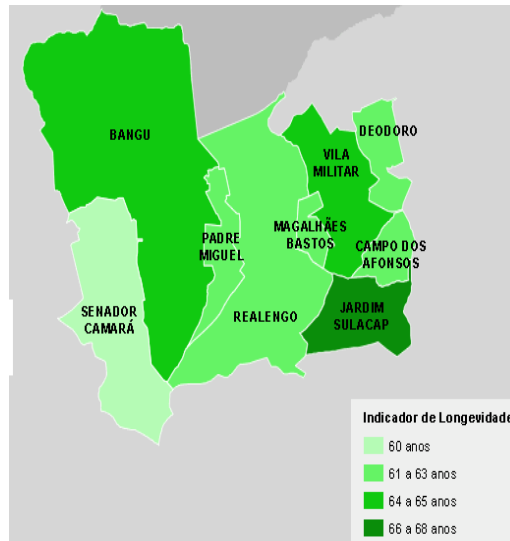 BANGU
DEODORO
VILA
MILITAR
PADRE
MIGUEL
MAGALHÃES
BASTOS
CAMPO DOS
AFONSOS
SENADOR
CAMARÁ
REALENGO
JARDIM
SULACAP
Indicador de Longevidade
60 anos
61 a 63 anos
64 a 65 anos
66 a 68 anos